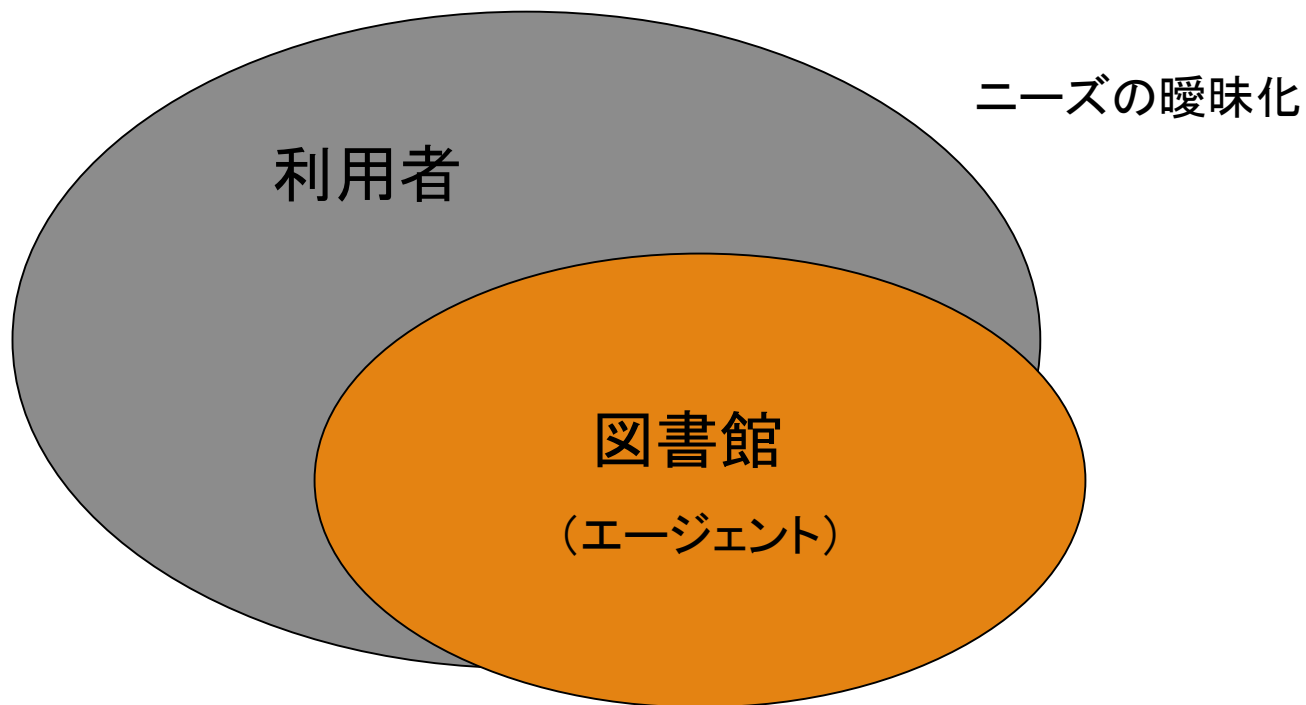 ニーズの曖昧化
利用者
図書館
（エージェント）